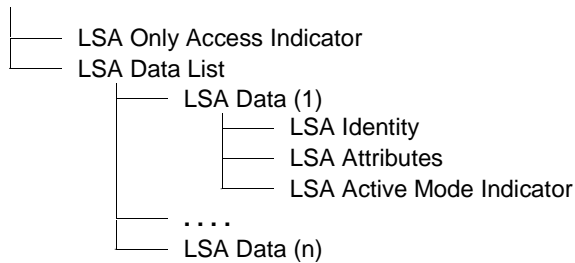 LSA Only Access Indicator
LSA Data List
LSA Data (1)
LSA Identity
LSA Attributes
LSA Active Mode Indicator
. . . .
LSA Data (n)